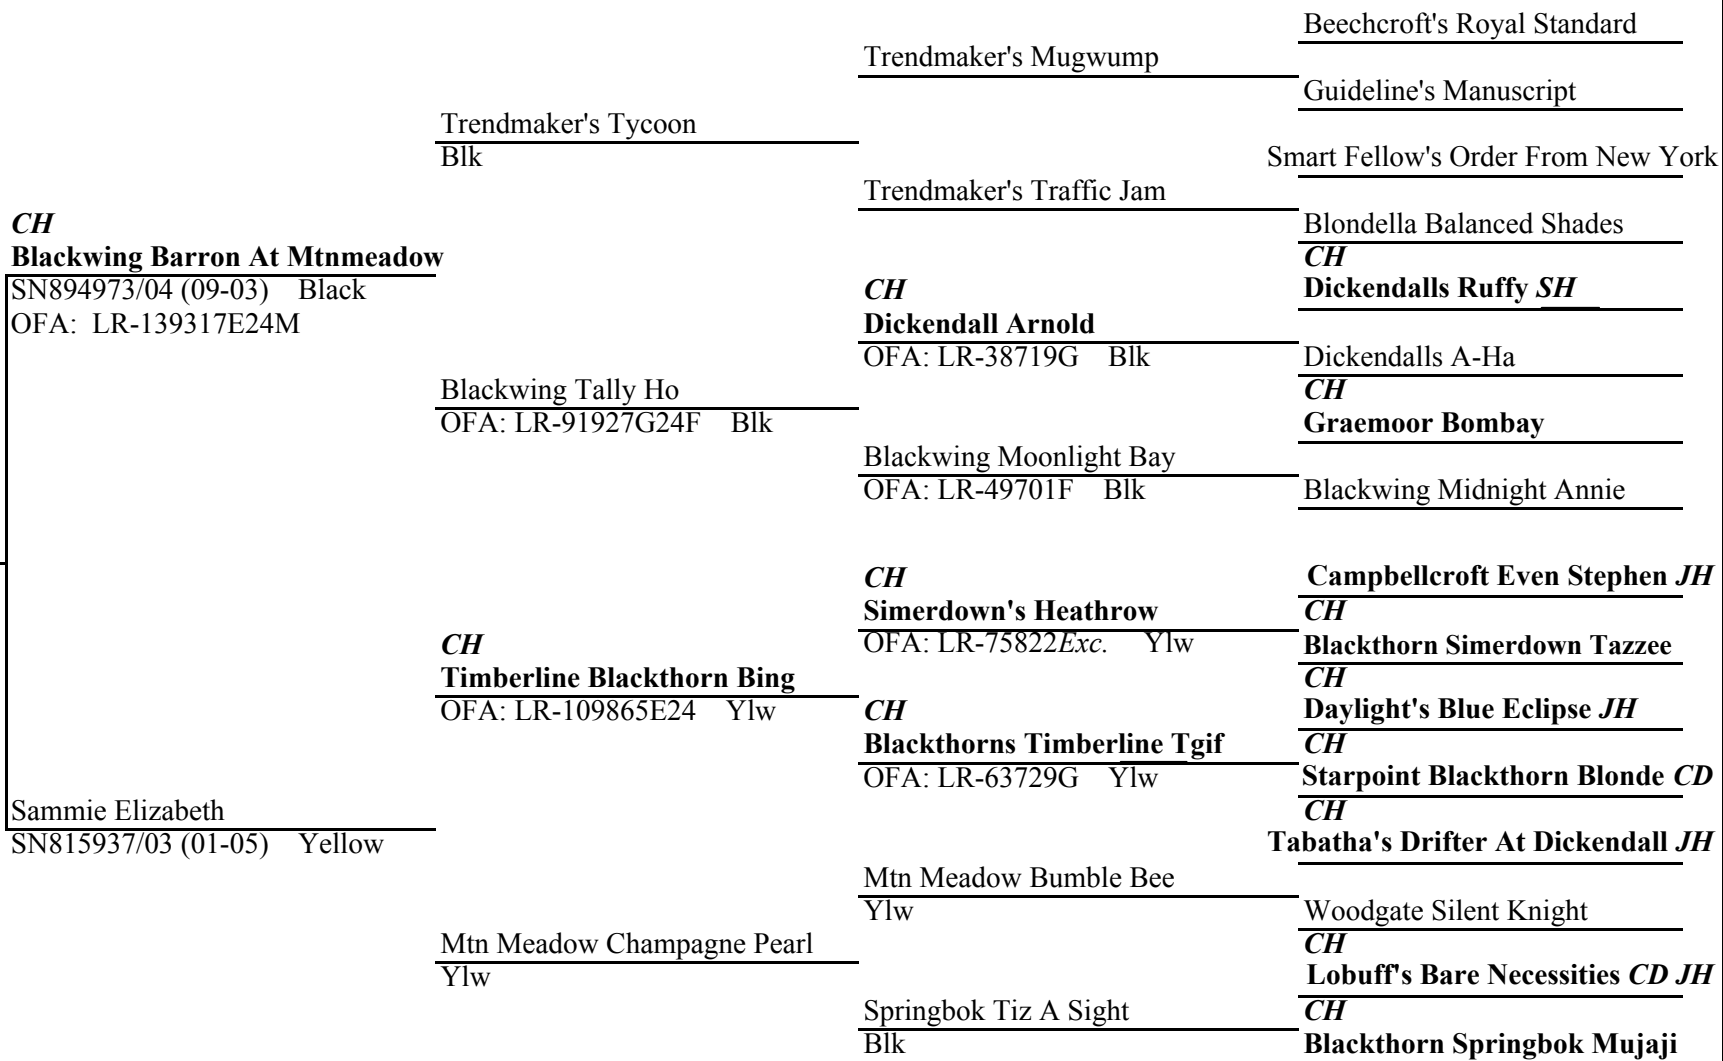 CH
Blackwing Barron At Mtnmeadow
SN894973/04 (09-03) Black
OFA: LR-139317E24M
Sammie Elizabeth
SN815937/03 (01-05) Yellow
Trendmaker's Tycoon
Blk
Blackwing Tally Ho
OFA: LR-91927G24F Blk
CH
Timberline Blackthorn Bing
OFA: LR-109865E24 Ylw
Mtn Meadow Champagne Pearl
Ylw
Trendmaker's Mugwump
Trendmaker's Traffic Jam
CH
Dickendall Arnold
OFA: LR-38719G Blk
Blackwing Moonlight Bay
OFA: LR-49701F Blk
CH
Simerdown's Heathrow
OFA: LR-75822Exc. Ylw
CH
Blackthorns Timberline Tgif
OFA: LR-63729G Ylw
Mtn Meadow Bumble Bee
Ylw
Springbok Tiz A Sight
Blk
Beechcroft's Royal Standard
Guideline's Manuscript
Smart Fellow's Order From New York
Blondella Balanced Shades
CH
Dickendalls Ruffy SH
Dickendalls A-Ha
CH
Graemoor Bombay
Blackwing Midnight Annie
Campbellcroft Even Stephen JH
CH
Blackthorn Simerdown Tazzee
CH
Daylight's Blue Eclipse JH
CH
Starpoint Blackthorn Blonde CD
CH
Tabatha's Drifter At Dickendall JH
Woodgate Silent Knight
CH
Lobuff's Bare Necessities CD JH
CH
Blackthorn Springbok Mujaji